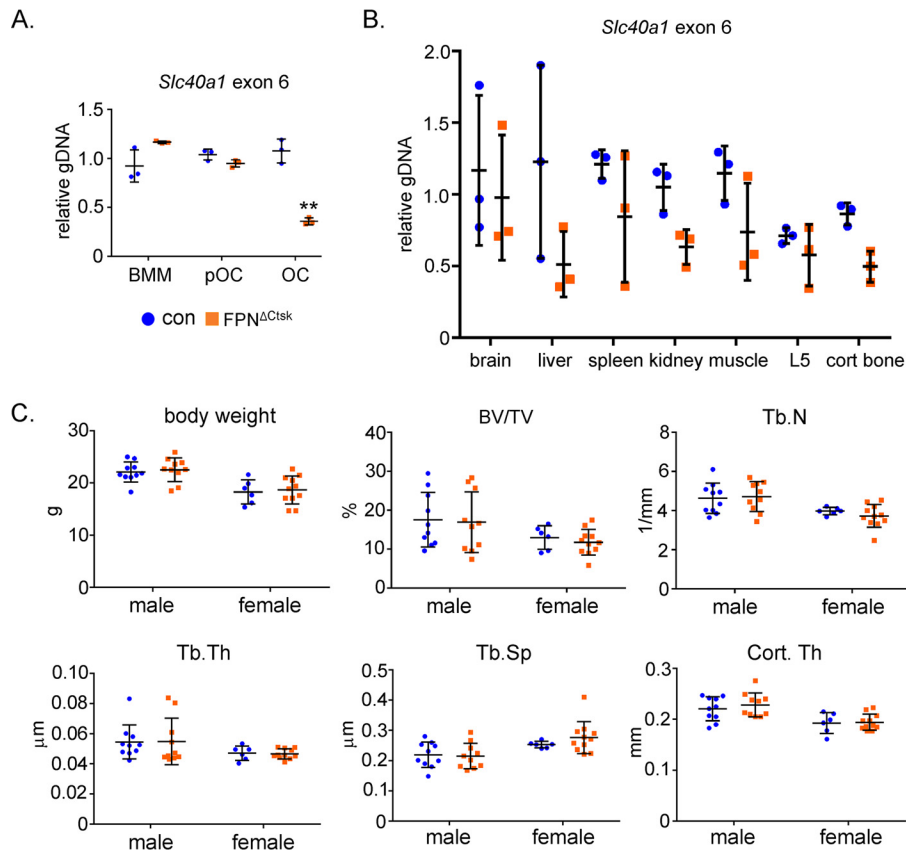 A.
Slc40a1 exon 6
relative gDNA
1.5
1.0
0.5
0.0
**
BMM pOC OC
con FPNΔCtsk
B.
Slc40a1 exon 6
relative gDNA
2.0
1.5
1.0
0.5
0
brain liver spleen kidney muscle L5 cort bone
C.
body weight
g
30
20
10
0
male female
BV/TV
%
40
30
20
10
0
male female
Tb.N
1/mm
8
6
4
2
0
male female
Tb.Th
μm
0.10
0.08
0.06
0.04
0.02
0.00
male female
Tb.Sp
μm
0.5
0.4
0.3
0.2
0.1
0
male female
Cort. Th
mm
0.3
0.2
0.1
0.0
male female